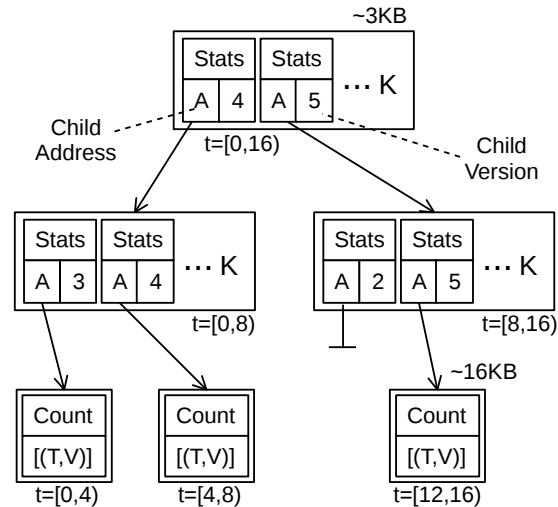 ~3KB
Stats Stats
A 4 A 5 ... K
Child
Address
t=[0,16)
Child
Version
Stats Stats
A 3 A 4 ... K
t=[0,8)
Stats Stats
A 2 A 5 ... K
t=[8,16)
~16KB
Count
[(T,V)]
t=[0,4)
Count
[(T,V)]
t=[4,8)
Count
[(T,V)]
t=[12,16)